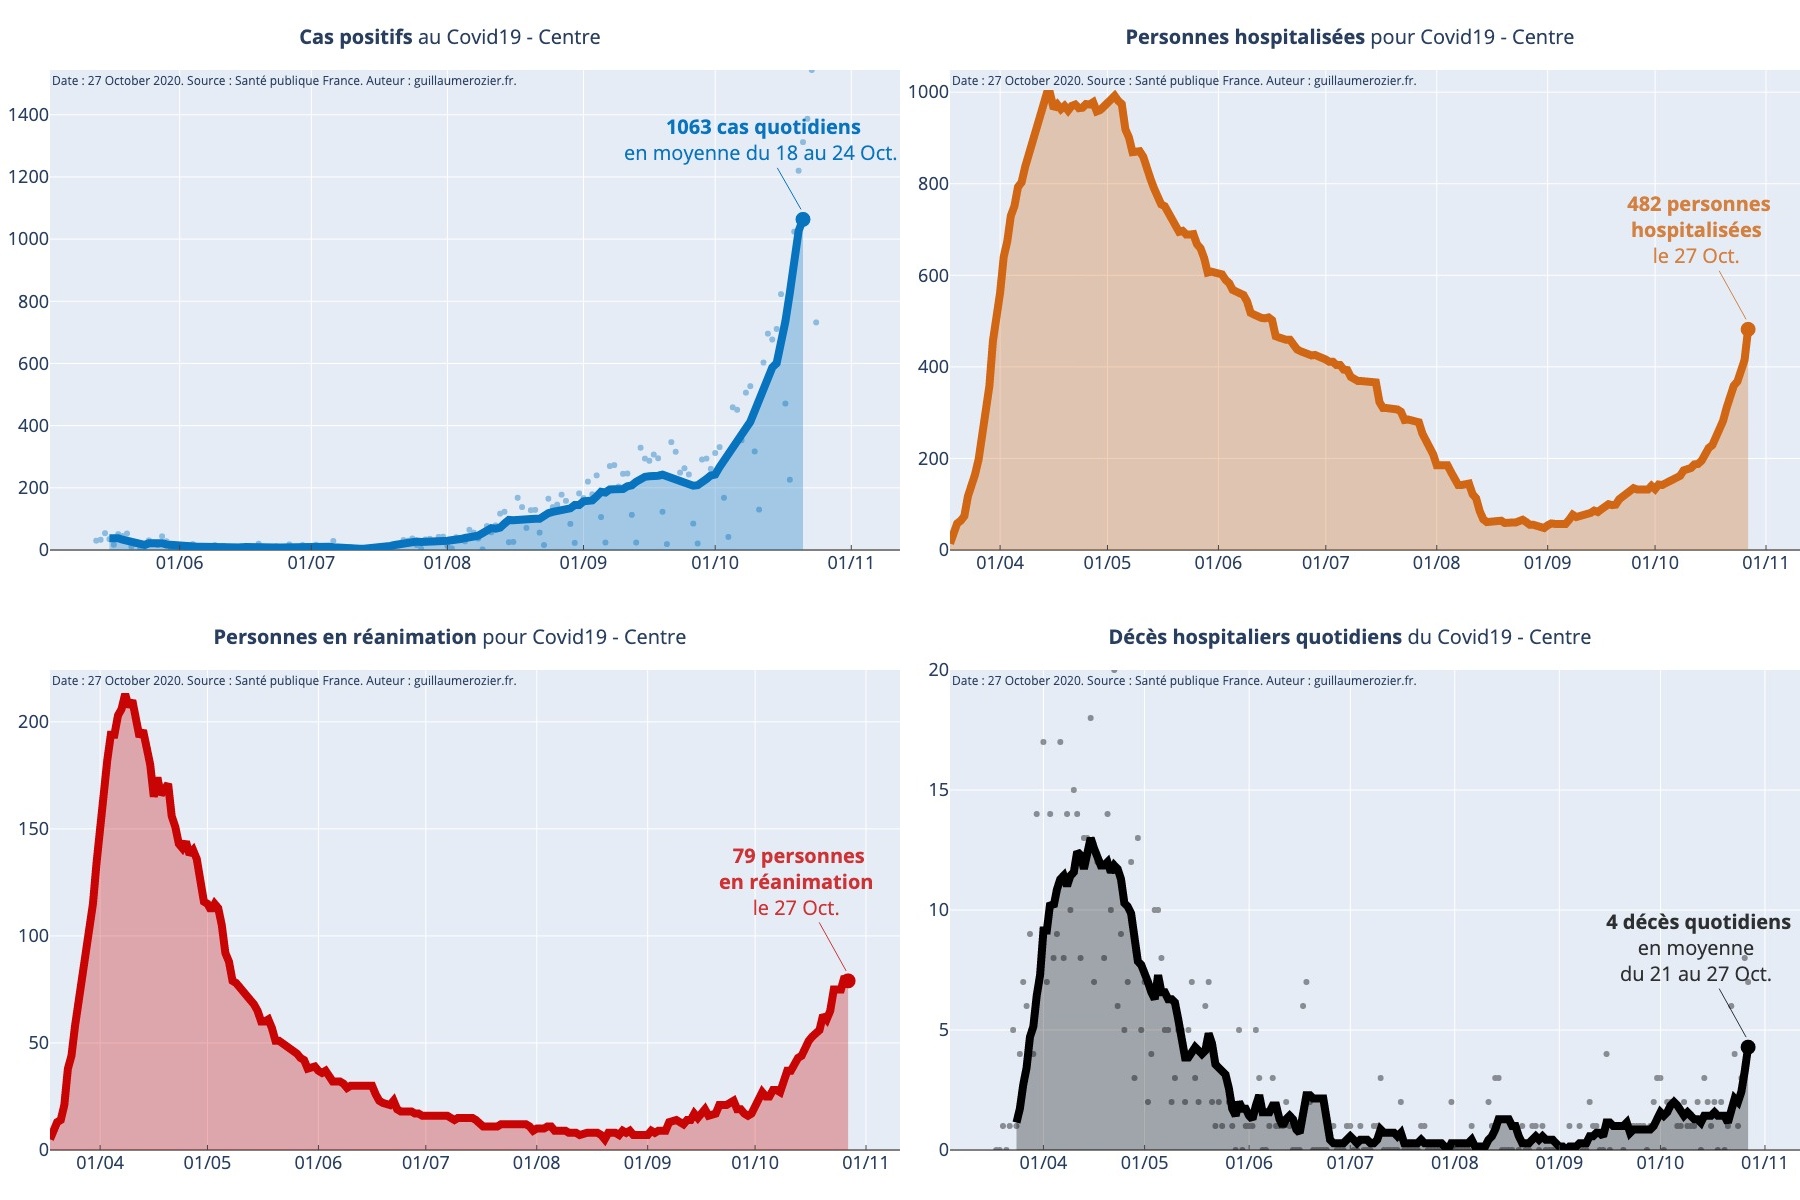 Cas positifs au Covid19 - Centre
Date : 27 October 2020. Source : Santé publique France. Auteur : guillaumerozier.fr.
1400
1200
1000
800
600
400
200
0
1063 cas quotidiens
en moyenne du 18 au 24 Oct.
01/06
01/07
01/08
01/09
01/10
01/11
Personnes hospitalisées pour Covid19 - Centre
Date : 27 October 2020. Source : Santé publique France. Auteur : guillaumerozier.fr.
1000
800
600
400
200
0
482 personnes
hospitalisées
le 27 Oct.
01/04
01/05
01/06
01/07
01/08
01/09
01/10
01/11
Personnes en réanimation pour Covid19 - Centre
Date : 27 October 2020. Source : Santé publique France. Auteur : guillaumerozier.fr.
200
150
100
50
0
79 personnes
en réanimation
le 27 Oct.
01/04
01/05
01/06
01/07
01/08
01/09
01/10
01/11
Décès hospitaliers quotidiens du Covid19 - Centre
Date : 27 October 2020. Source : Santé publique France. Auteur : guillaumerozier.fr.
20
15
10
5
0
4 décès quotidiens
en moyenne
du 21 au 27 Oct.
01/04
01/05
01/06
01/07
01/08
01/09
01/10
01/11